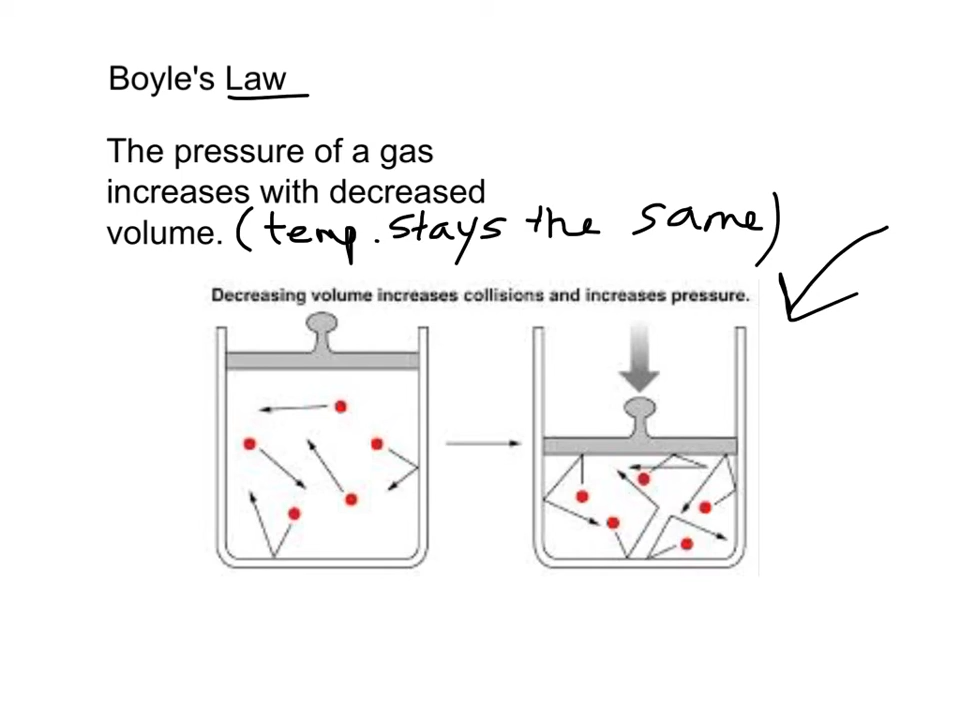 Boyle's Law
The pressure of a gas
increases with decreased
volume. (temp. stays the same)
Decreasing volume increases collisions and increases pressure.